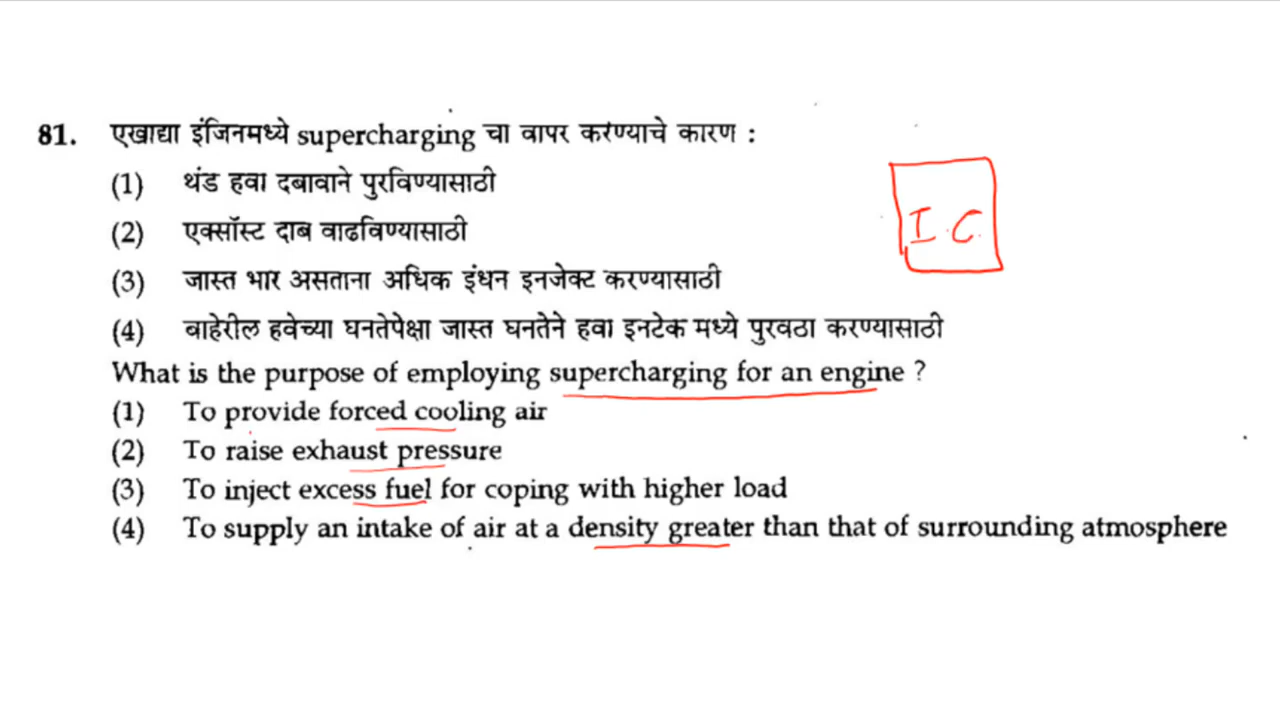 81. एखाद्या इंजिनमध्ये supercharging चा वापर करण्याचे कारण :
(1) थंड हवा दबावाने पुरविण्यासाठी
(2) एक्सॉस्ट दाब वाढविण्यासाठी
(3) जास्त भार असताना अधिक इंधन इनजेक्ट करण्यासाठी
(4) बाहेरील हवेच्या घनतेपेक्षा जास्त घनतेने हवा इनटेक मध्ये पुरवठा करण्यासाठी
What is the purpose of employing supercharging for an engine ?
(1) To provide forced cooling air
(2) To raise exhaust pressure
(3) To inject excess fuel for coping with higher load
(4) To supply an intake of air at a density greater than that of surrounding atmosphere
I.C.